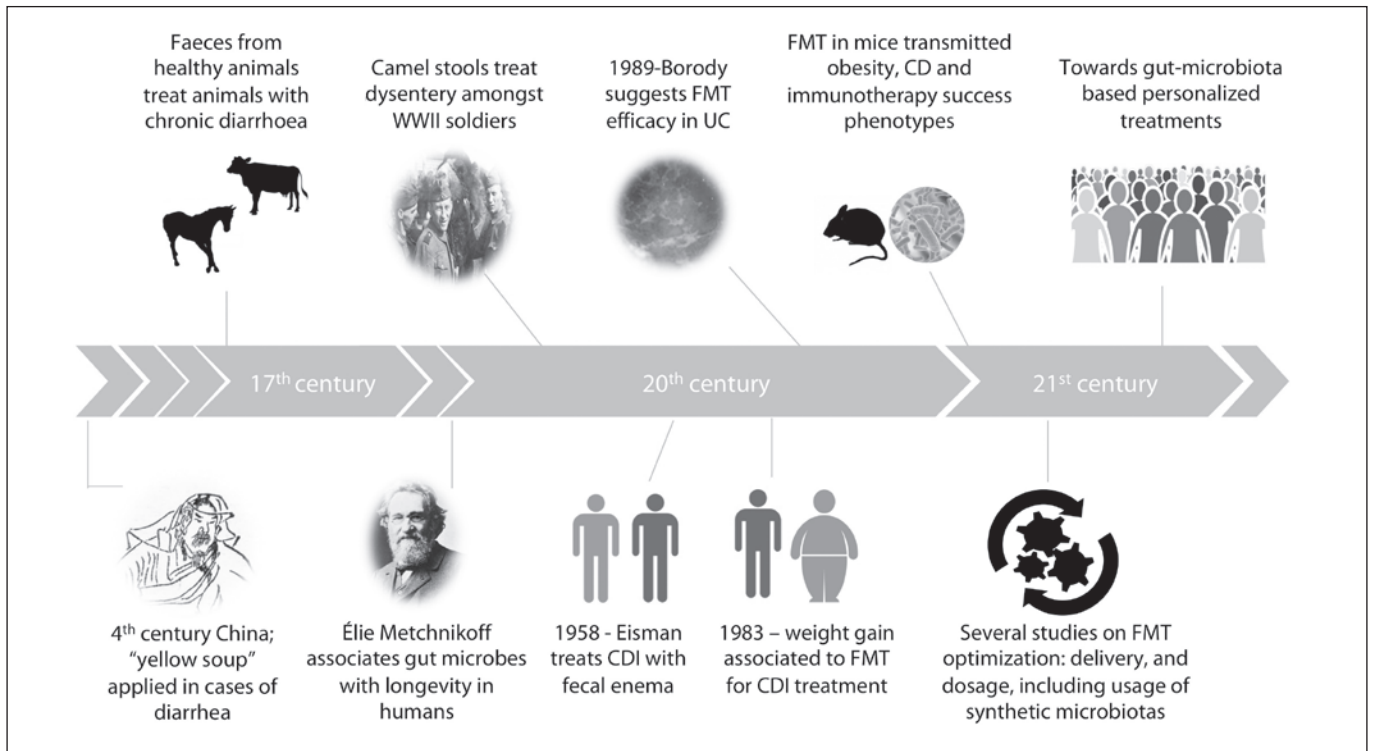 Faeces from
healthy animals
treat animals with
chronic diarrhoea
Camel stools treat
dysentery amongst
WWII soldiers
1989-Borody
suggests FMT
efficacy in UC
FMT in mice transmitted
obesity, CD and
immunotherapy success
phenotypes
Towards gut-microbiota
based personalized
treatments
17th century
20th century
21st century
4th century China;
“yellow soup”
applied in cases of
diarrhea
Élie Metchnikoff
associates gut microbes
with longevity in
humans
1958 - Eisman
treats CDI with
fecal enema
1983 – weight gain
associated to FMT
for CDI treatment
Several studies on FMT
optimization: delivery, and
dosage, including usage of
synthetic microbiotas